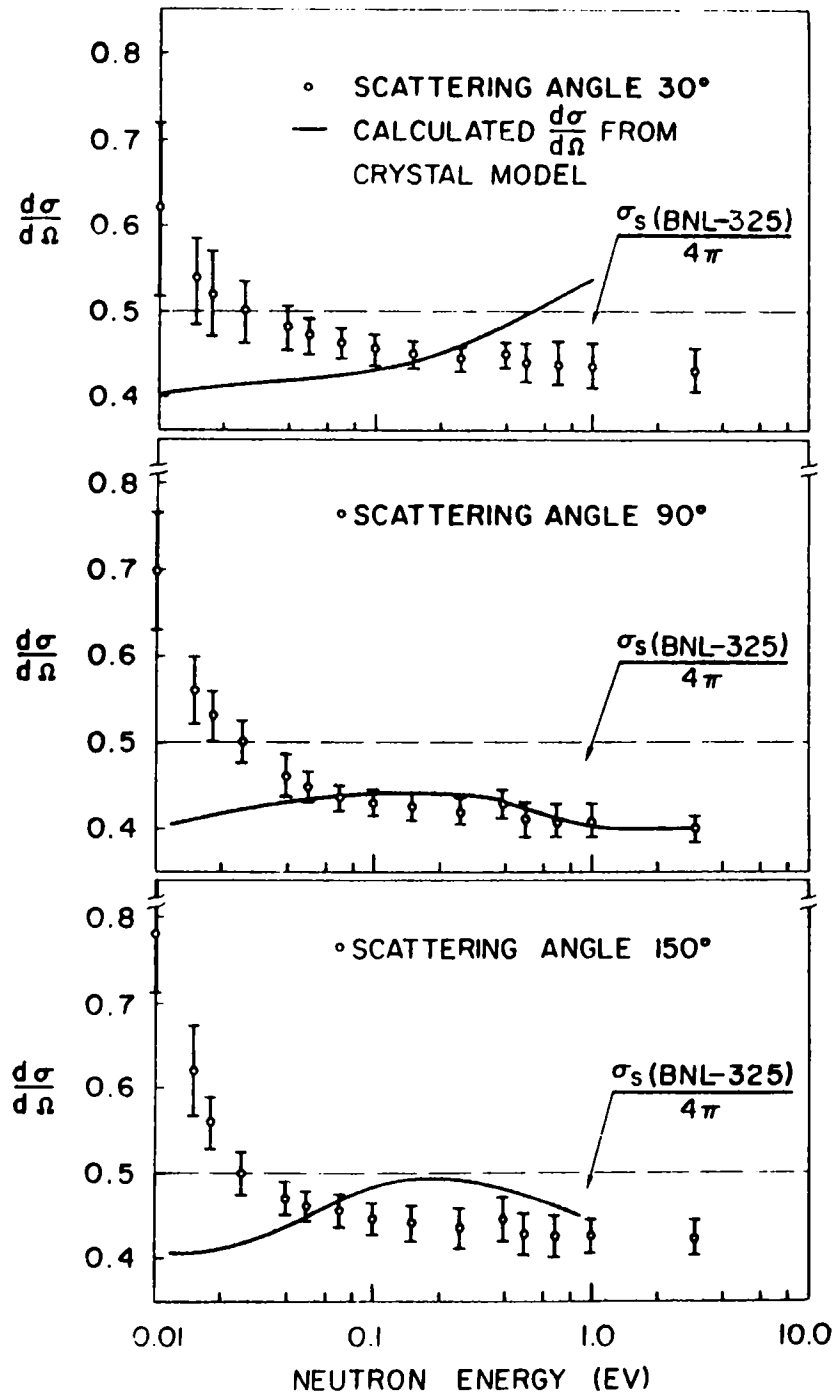 0.8
0.7
0.6
0.5
0.4
dσ
dΩ
SCATTERING ANGLE 30°
CALCULATED dσ/dΩ FROM
CRYSTAL MODEL
σs (BNL-325)
4π
0.8
0.7
0.6
0.5
0.4
dσ
dΩ
SCATTERING ANGLE 90°
σs (BNL-325)
4π
0.8
0.7
0.6
0.5
0.4
dσ
dΩ
SCATTERING ANGLE 150°
σs (BNL-325)
4π
0.01 0.1 1.0 10.0
NEUTRON ENERGY (EV)